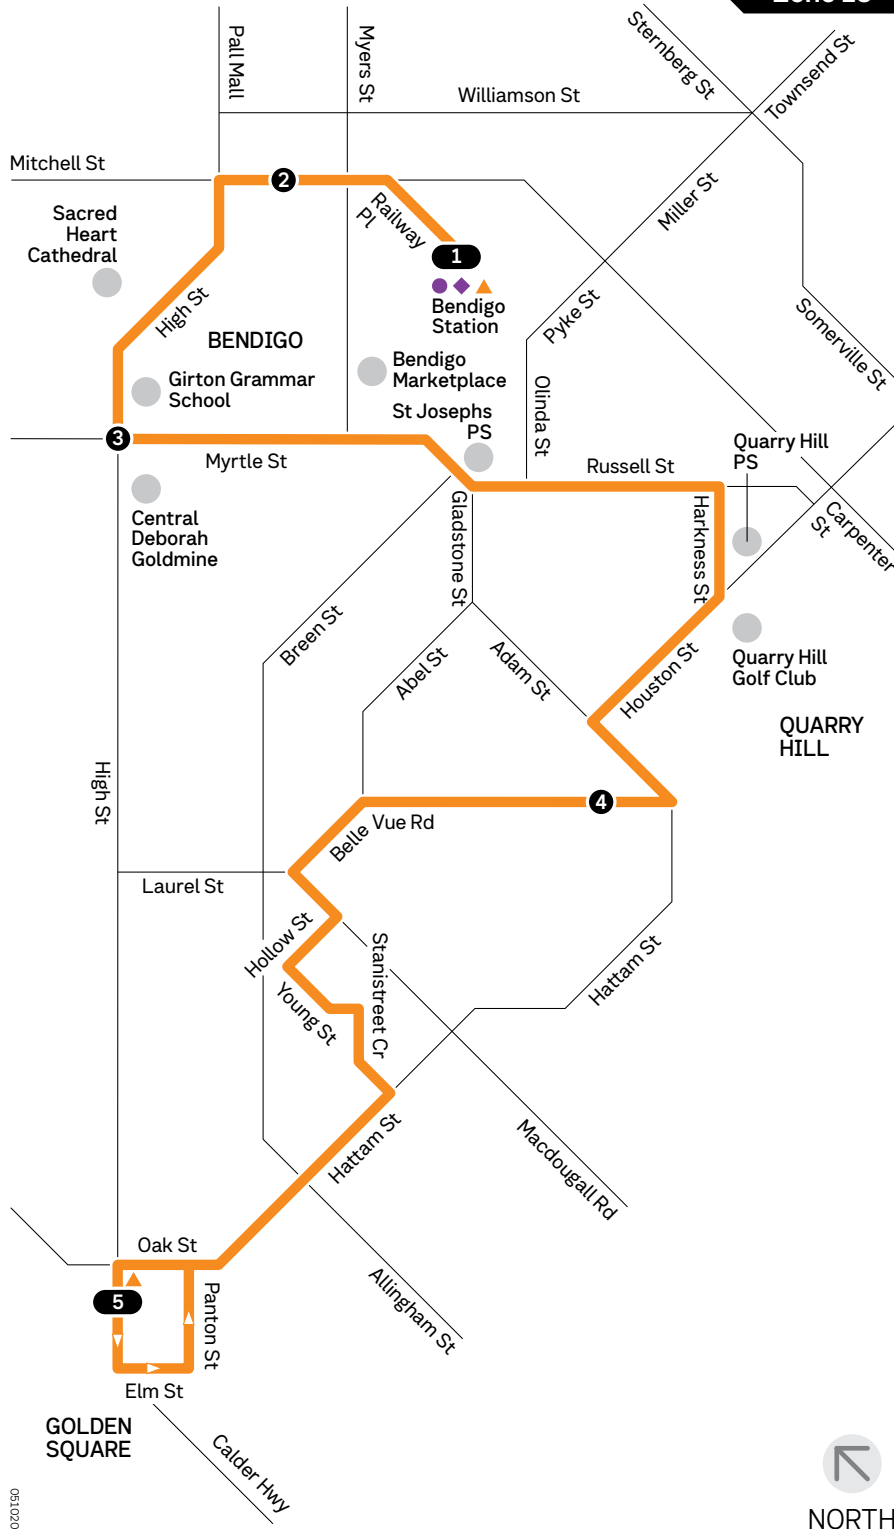 Pall Mall
Myers St
Sternberg St
Townsend St
Williamson St
Mitchell St
2
Miller St
Sacred
Heart
Cathedral
Railway
Pl
1
High St
Bendigo
Station
Pyke St
Somerville St
BENDIGO
Bendigo
Marketplace
Girton Grammar
School
Olinda St
St Josephs
PS
3
Myrtle St
Russell St
Quarry Hill
PS
Central
Deborah
Goldmine
Gladstone St
Harkness St
Carpenter
St
Breen St
Abel St
Adam St
Houston St
Quarry Hill
Golf Club
QUARRY
HILL
High St
4
Belle
Vue Rd
Laurel St
Hollow St
Stanistreet Cr
Hattam St
Young St
Hattam St
Macdougall Rd
Oak St
5
Panton St
Allingham St
Elm St
GOLDEN
SQUARE
Calder Hwy
051020
NORTH